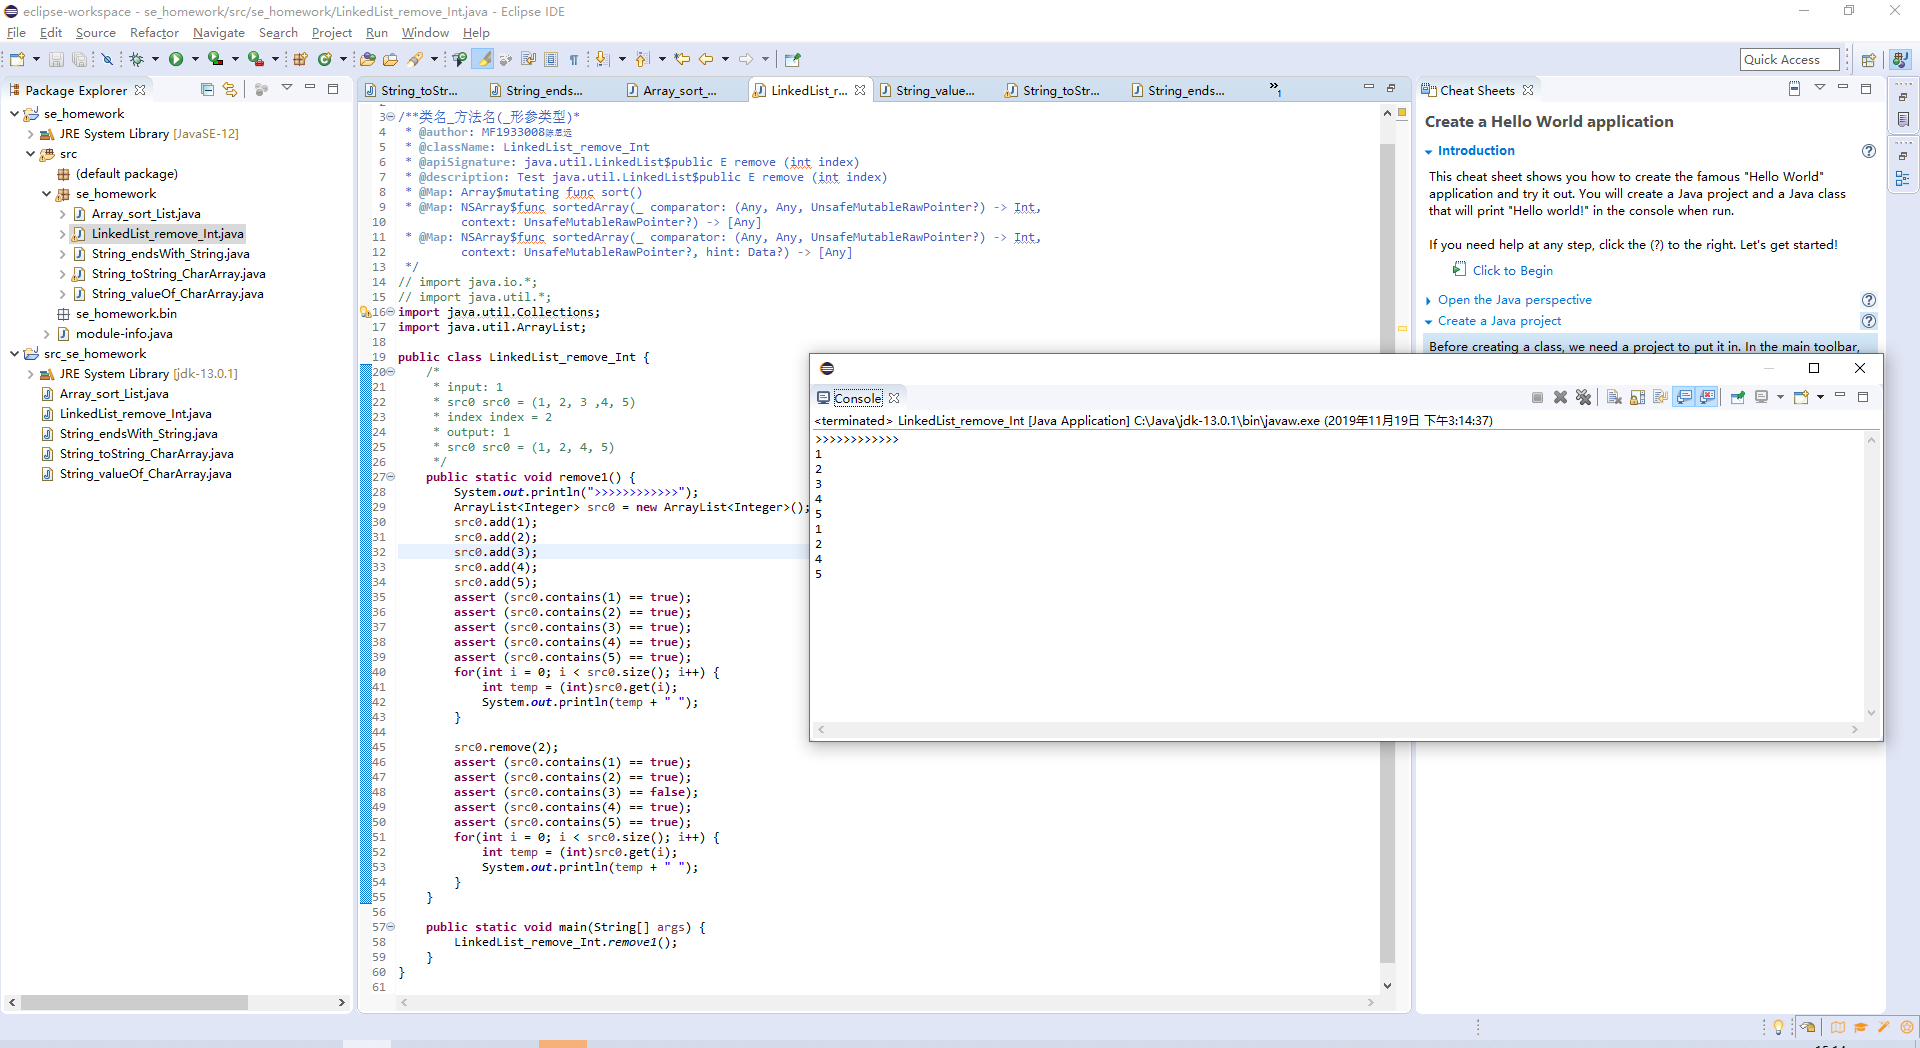 eclipse-workspace - se_homework/src/se_homework/LinkedList_remove_Int.java - Eclipse IDE
File Edit Source Refactor Navigate Search Project Run Window Help
Quick Access
Package Explorer
se_homework
JRE System Library [JavaSE-12]
src
(default package)
se_homework
Array_sort_List.java
LinkedList_remove_Int.java
String_endsWith_String.java
String_toString_CharArray.java
String_valueOf_CharArray.java
se_homework.bin
module-info.java
src_se_homework
JRE System Library [jdk-13.0.1]
Array_sort_List.java
LinkedList_remove_Int.java
String_endsWith_String.java
String_toString_CharArray.java
String_valueOf_CharArray.java
String_toStr... String_ends... Array_sort_... LinkedList_r... String_value... String_toStr... String_ends... »1
3 /**类名_方法名(_形参类型)*
4 * @author: MF1933008陈思远
5 * @className: LinkedList_remove_Int
6 * @apiSignature: java.util.LinkedList$public E remove (int index)
7 * @description: Test java.util.LinkedList$public E remove (int index)
8 * @Map: Array$mutating func sort()
9 * @Map: NSArray$func sortedArray(_ comparator: (Any, Any, UnsafeMutableRawPointer?) -> Int,
10 context: UnsafeMutableRawPointer?) -> [Any]
11 * @Map: NSArray$func sortedArray(_ comparator: (Any, Any, UnsafeMutableRawPointer?) -> Int,
12 context: UnsafeMutableRawPointer?, hint: Data?) -> [Any]
13 */
14 // import java.io.*;
15 // import java.util.*;
16 import java.util.Collections;
17 import java.util.ArrayList;
18
19 public class LinkedList_remove_Int {
20 /*
21 * input: 1
22 * src0 src0 = (1, 2, 3 ,4, 5)
23 * index index = 2
24 * output: 1
25 * src0 src0 = (1, 2, 4, 5)
26 */
27 public static void remove1() {
28 System.out.println(">>>>>>>>>>>>");
29 ArrayList<Integer> src0 = new ArrayList<Integer>();
30 src0.add(1);
31 src0.add(2);
32 src0.add(3);
33 src0.add(4);
34 src0.add(5);
35 assert (src0.contains(1) == true);
36 assert (src0.contains(2) == true);
37 assert (src0.contains(3) == true);
38 assert (src0.contains(4) == true);
39 assert (src0.contains(5) == true);
40 for(int i = 0; i < src0.size(); i++) {
41 int temp = (int)src0.get(i);
42 System.out.println(temp + " ");
43 }
44
45 src0.remove(2);
46 assert (src0.contains(1) == true);
47 assert (src0.contains(2) == true);
48 assert (src0.contains(3) == false);
49 assert (src0.contains(4) == true);
50 assert (src0.contains(5) == true);
51 for(int i = 0; i < src0.size(); i++) {
52 int temp = (int)src0.get(i);
53 System.out.println(temp + " ");
54 }
55 }
56
57 public static void main(String[] args) {
58 LinkedList_remove_Int.remove1();
59 }
60 }
61
Console
<terminated> LinkedList_remove_Int [Java Application] C:\Java\jdk-13.0.1\bin\javaw.exe (2019年11月19日 下午3:14:37)
>>>>>>>>>>>>
1
2
3
4
5
1
2
4
5
Cheat Sheets
Create a Hello World application
Introduction
This cheat sheet shows you how to create the famous "Hello World"
application and try it out. You will create a Java project and a Java class
that will print "Hello world!" in the console when run.
If you need help at any step, click the (?) to the right. Let's get started!
Click to Begin
Open the Java perspective
Create a Java project
Before creating a class, we need a project to put it in. In the main toolbar,